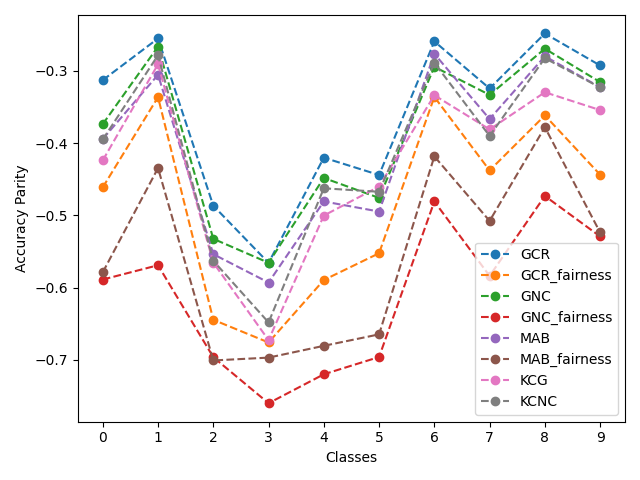 Accuracy Parity
−0.3
−0.4
−0.5
−0.6
−0.7
0 1 2 3 4 5 6 7 8 9
Classes
GCR
GCR_fairness
GNC
GNC_fairness
MAB
MAB_fairness
KCG
KCNC